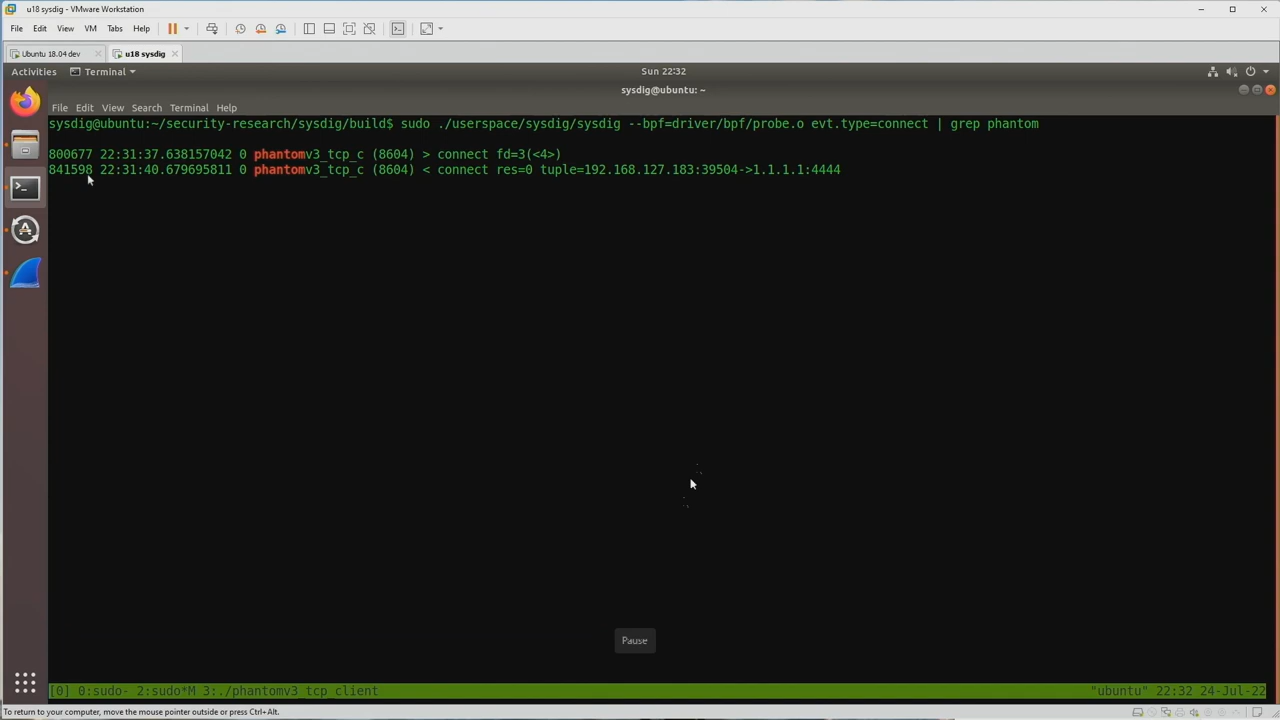 u18 sysdig - VMware Workstation
File Edit View VM Tabs Help
Ubuntu 18.04 dev
u18 sysdig
Activities Terminal Sun 22:32
sysdig@ubuntu: ~
File Edit View Search Terminal Help
sysdig@ubuntu:~/security-research/sysdig/build$ sudo ./userspace/sysdig/sysdig --bpf=driver/bpf/probe.o evt.type=connect | grep phantom
800677 22:31:37.638157042 0 phantomv3_tcp_c (8604) > connect fd=3(<4>)
841598 22:31:40.679695811 0 phantomv3_tcp_c (8604) < connect res=0 tuple=192.168.127.183:39504->1.1.1.1:4444
Pause
[0] 0:sudo- 2:sudo*M 3:./phantomv3_tcp_client "ubuntu" 22:32 24-Jul-22
To return to your computer, move the mouse pointer outside or press Ctrl+Alt.